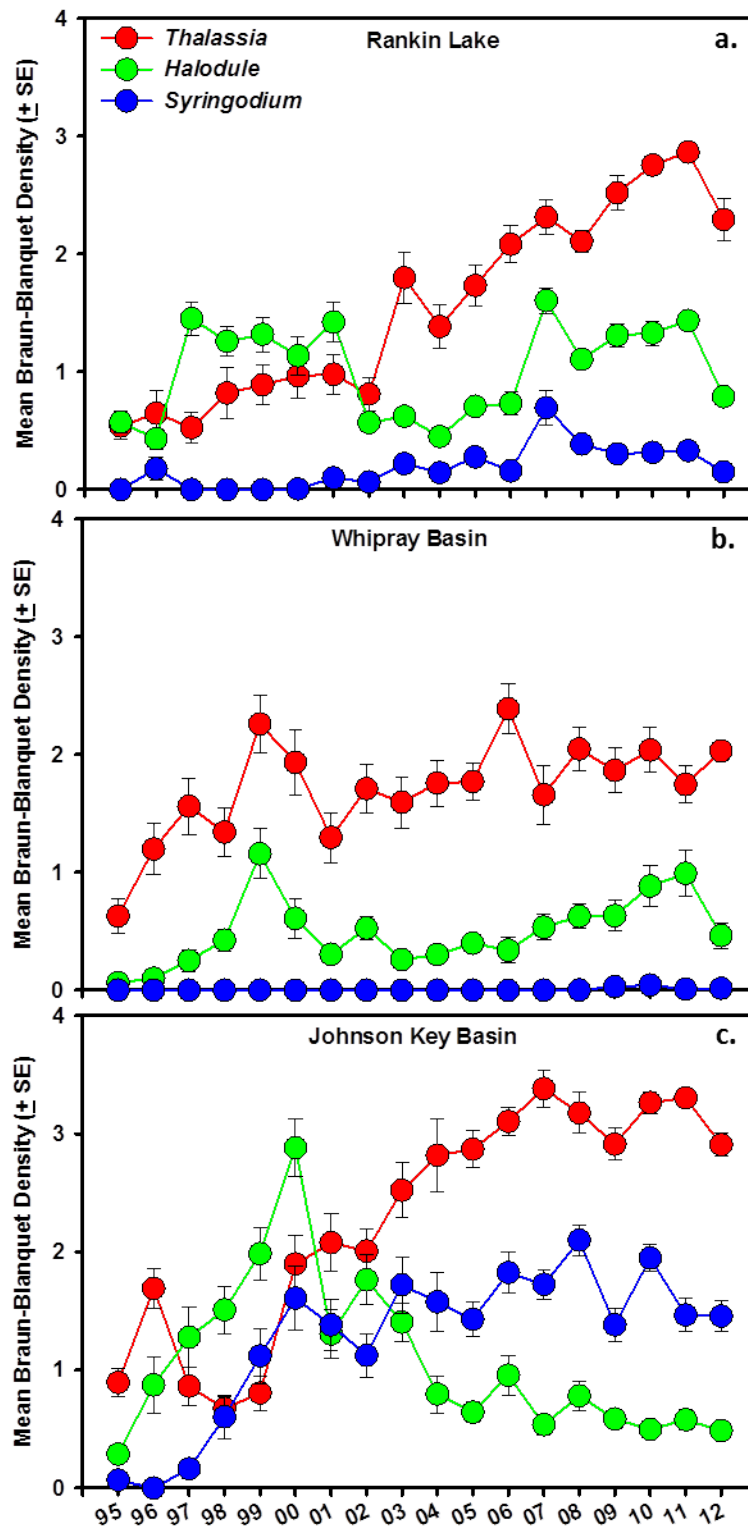 Rankin Lake
a.
Thalassia
Halodule
Syringodium
Mean Braun-Blanquet Density (± SE)
4
3
2
1
0
Whipray Basin
b.
Mean Braun-Blanquet Density (± SE)
4
3
2
1
0
Johnson Key Basin
c.
Mean Braun-Blanquet Density (± SE)
4
3
2
1
0
95 96 97 98 99 00 01 02 03 04 05 06 07 08 09 10 11 12